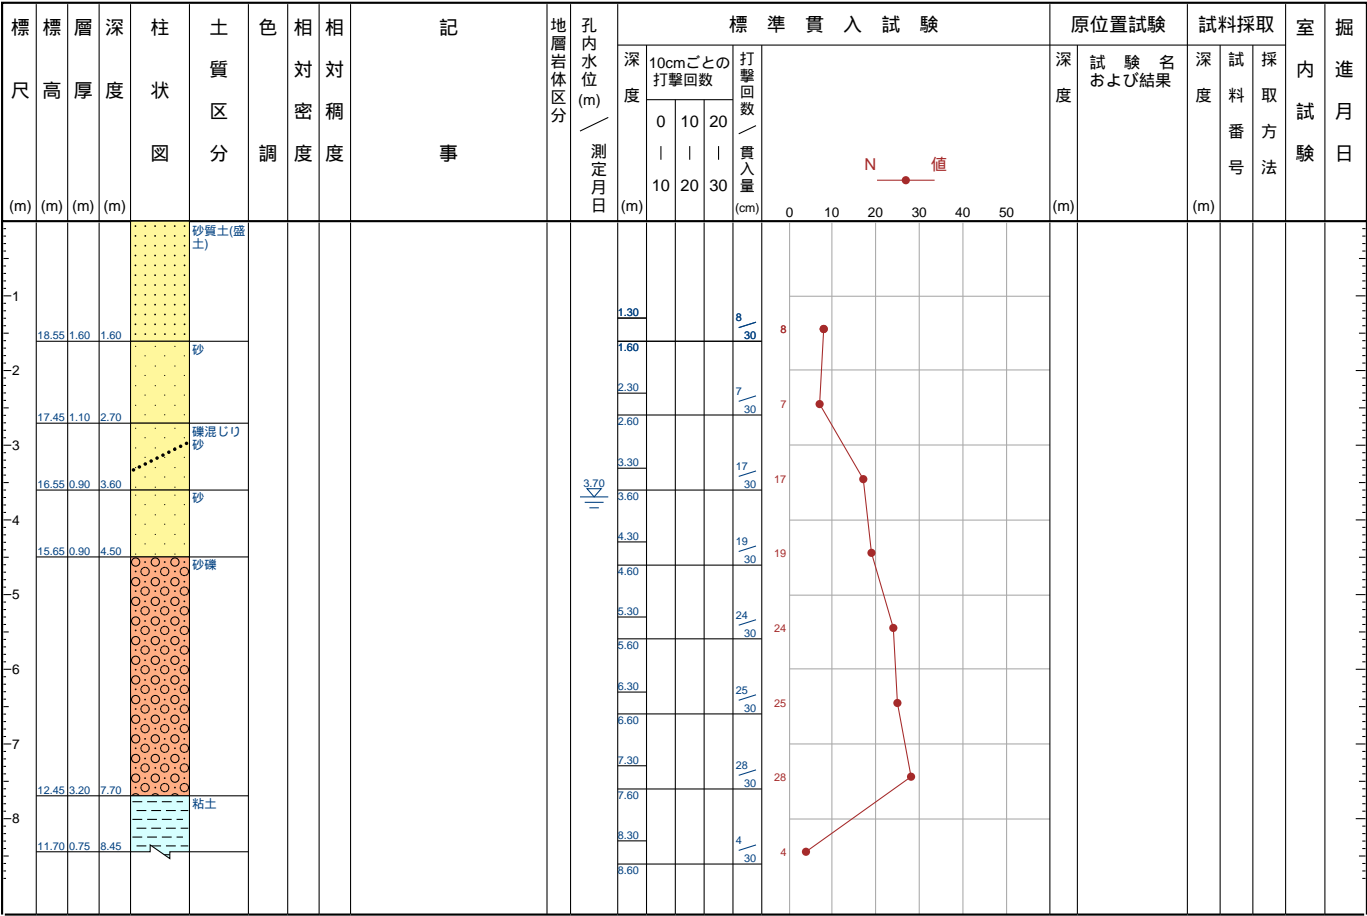 標尺(m)
標高(m)
層厚(m)
深度(m)
柱状図
土質区分
色調
相対密度
相対稠度
記事
地層岩体区分
孔内水位(m)／測定月日
標準貫入試験
深度(m)
10cmごとの
打撃回数
0 | 10
10 | 20
20 | 30
打撃回数／貫入量(cm)
N 値
0 10 20 30 40 50
原位置試験
深度(m)
試験名
および結果
試料採取
深度(m)
試料番号
採取方法
室内試験
掘進月日
砂質土(盛
土)
1
1.30 8/30 8
18.55 1.60 1.60
1.60
砂
2
2.30 7/30 7
17.45 1.10 2.70
2.60
礫混じり
砂
3
3.30 17/30 17
16.55 0.90 3.60
3.70
3.60
砂
4
4.30 19/30 19
15.65 0.90 4.50
4.60
砂礫
5
5.30 24/30 24
5.60
6
6.30 25/30 25
6.60
7
7.30 28/30 28
12.45 3.20 7.70
7.60
粘土
8
8.30 4/30 4
11.70 0.75 8.45
8.60